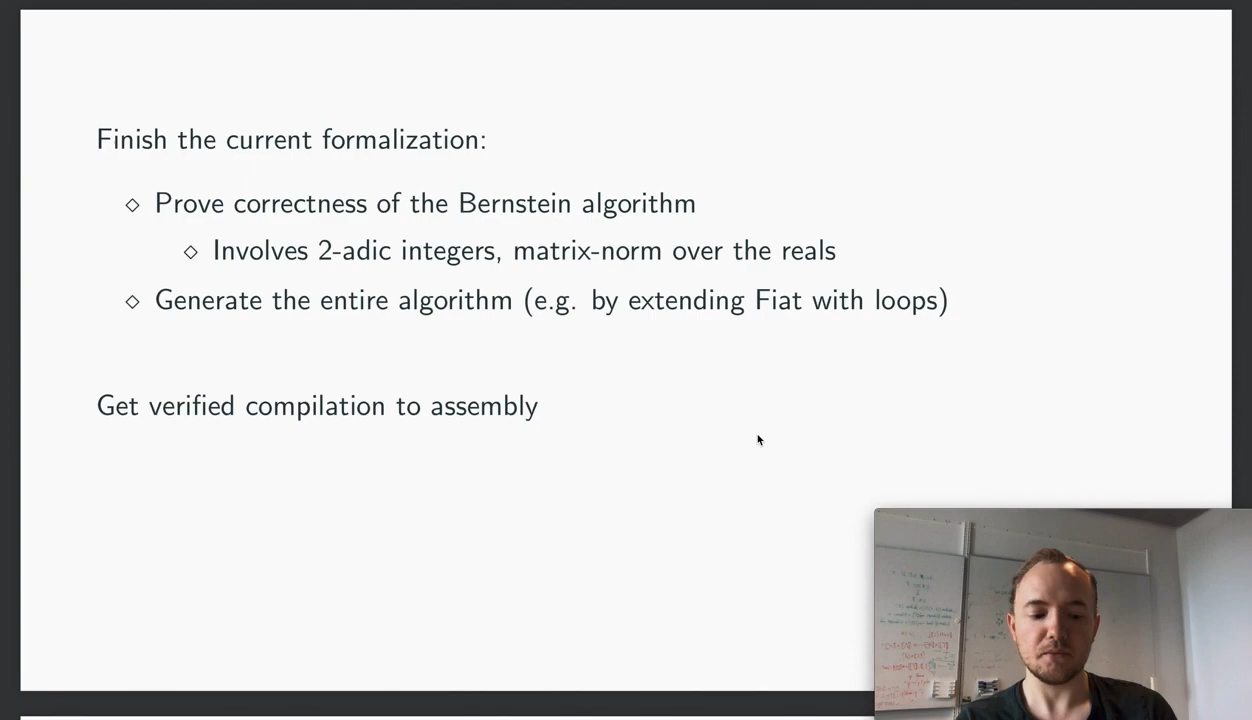 Finish the current formalization:
◇ Prove correctness of the Bernstein algorithm
◇ Involves 2-adic integers, matrix-norm over the reals
◇ Generate the entire algorithm (e.g. by extending Fiat with loops)
Get verified compilation to assembly